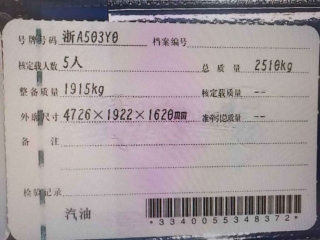 号牌号码 浙A503Y0 档案编号
核定载人数 5人 总质量 2510kg
整备质量 1915kg 核定载质量 --
外廓尺寸 4726×1922×1620mm 准牵引总质量 --
备注
检验记录
汽油
*3340055348372*